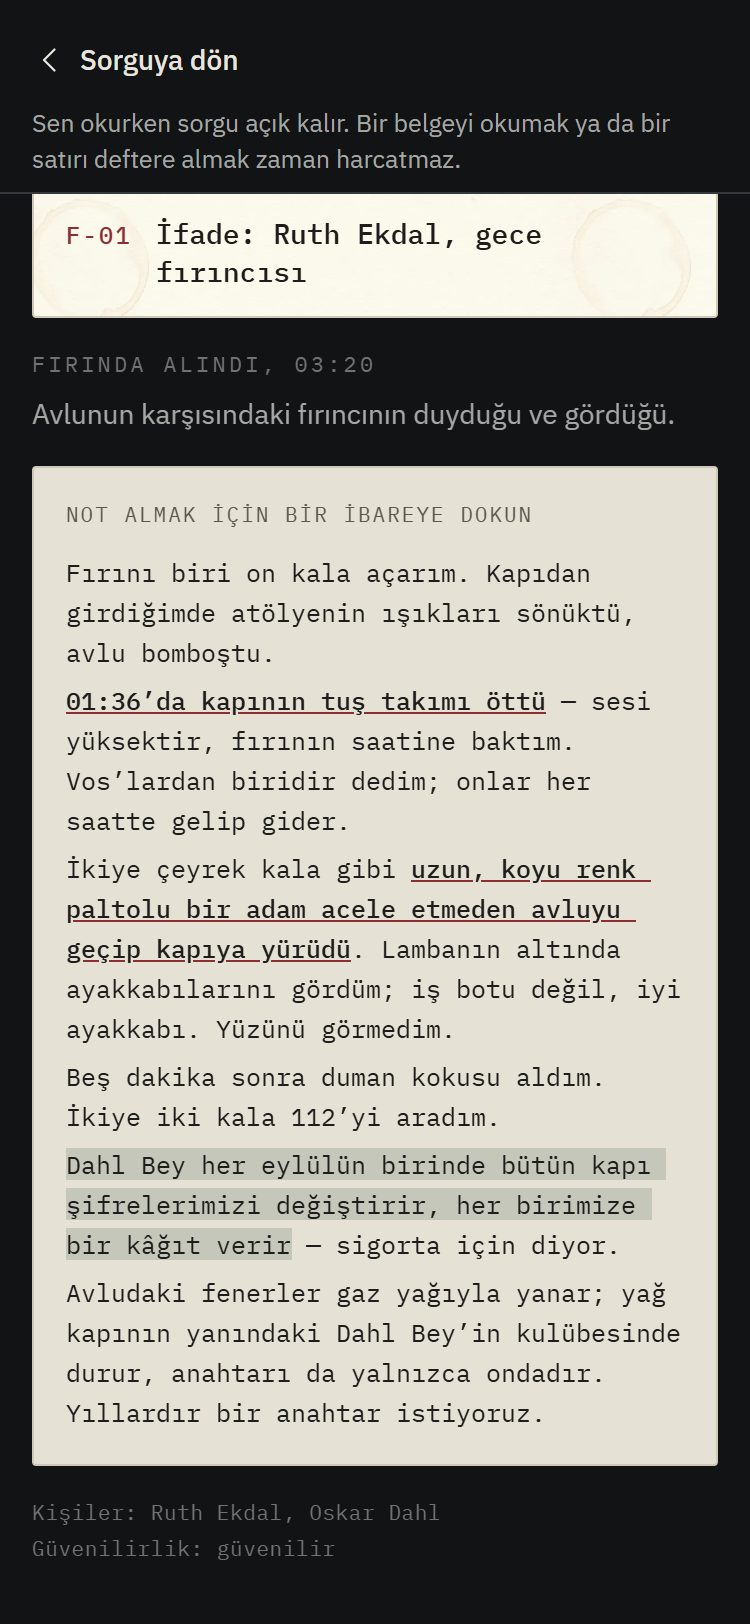 Sorguya dön
Sen okurken sorgu açık kalır. Bir belgeyi okumak ya da bir
satırı deftere almak zaman harcatmaz.
F-01 İfade: Ruth Ekdal, gece
fırıncısı
FIRINDA ALINDI, 03:20
Avlunun karşısındaki fırıncının duyduğu ve gördüğü.
NOT ALMAK İÇİN BİR İBAREYE DOKUN
Fırını biri on kala açarım. Kapıdan
girdiğimde atölyenin ışıkları sönüktü,
avlu bomboştu.
01:36’da kapının tuş takımı öttü — sesi
yüksektir, fırının saatine baktım.
Vos’lardan biridir dedim; onlar her
saatte gelip gider.
İkiye çeyrek kala gibi uzun, koyu renk
paltolu bir adam acele etmeden avluyu
geçip kapıya yürüdü. Lambanın altında
ayakkabılarını gördüm; iş botu değil, iyi
ayakkabı. Yüzünü görmedim.
Beş dakika sonra duman kokusu aldım.
İkiye iki kala 112’yi aradım.
Dahl Bey her eylülün birinde bütün kapı
şifrelerimizi değiştirir, her birimize
bir kâğıt verir — sigorta için diyor.
Avludaki fenerler gaz yağıyla yanar; yağ
kapının yanındaki Dahl Bey’in kulübesinde
durur, anahtarı da yalnızca ondadır.
Yıllardır bir anahtar istiyoruz.
Kişiler: Ruth Ekdal, Oskar Dahl
Güvenilirlik: güvenilir